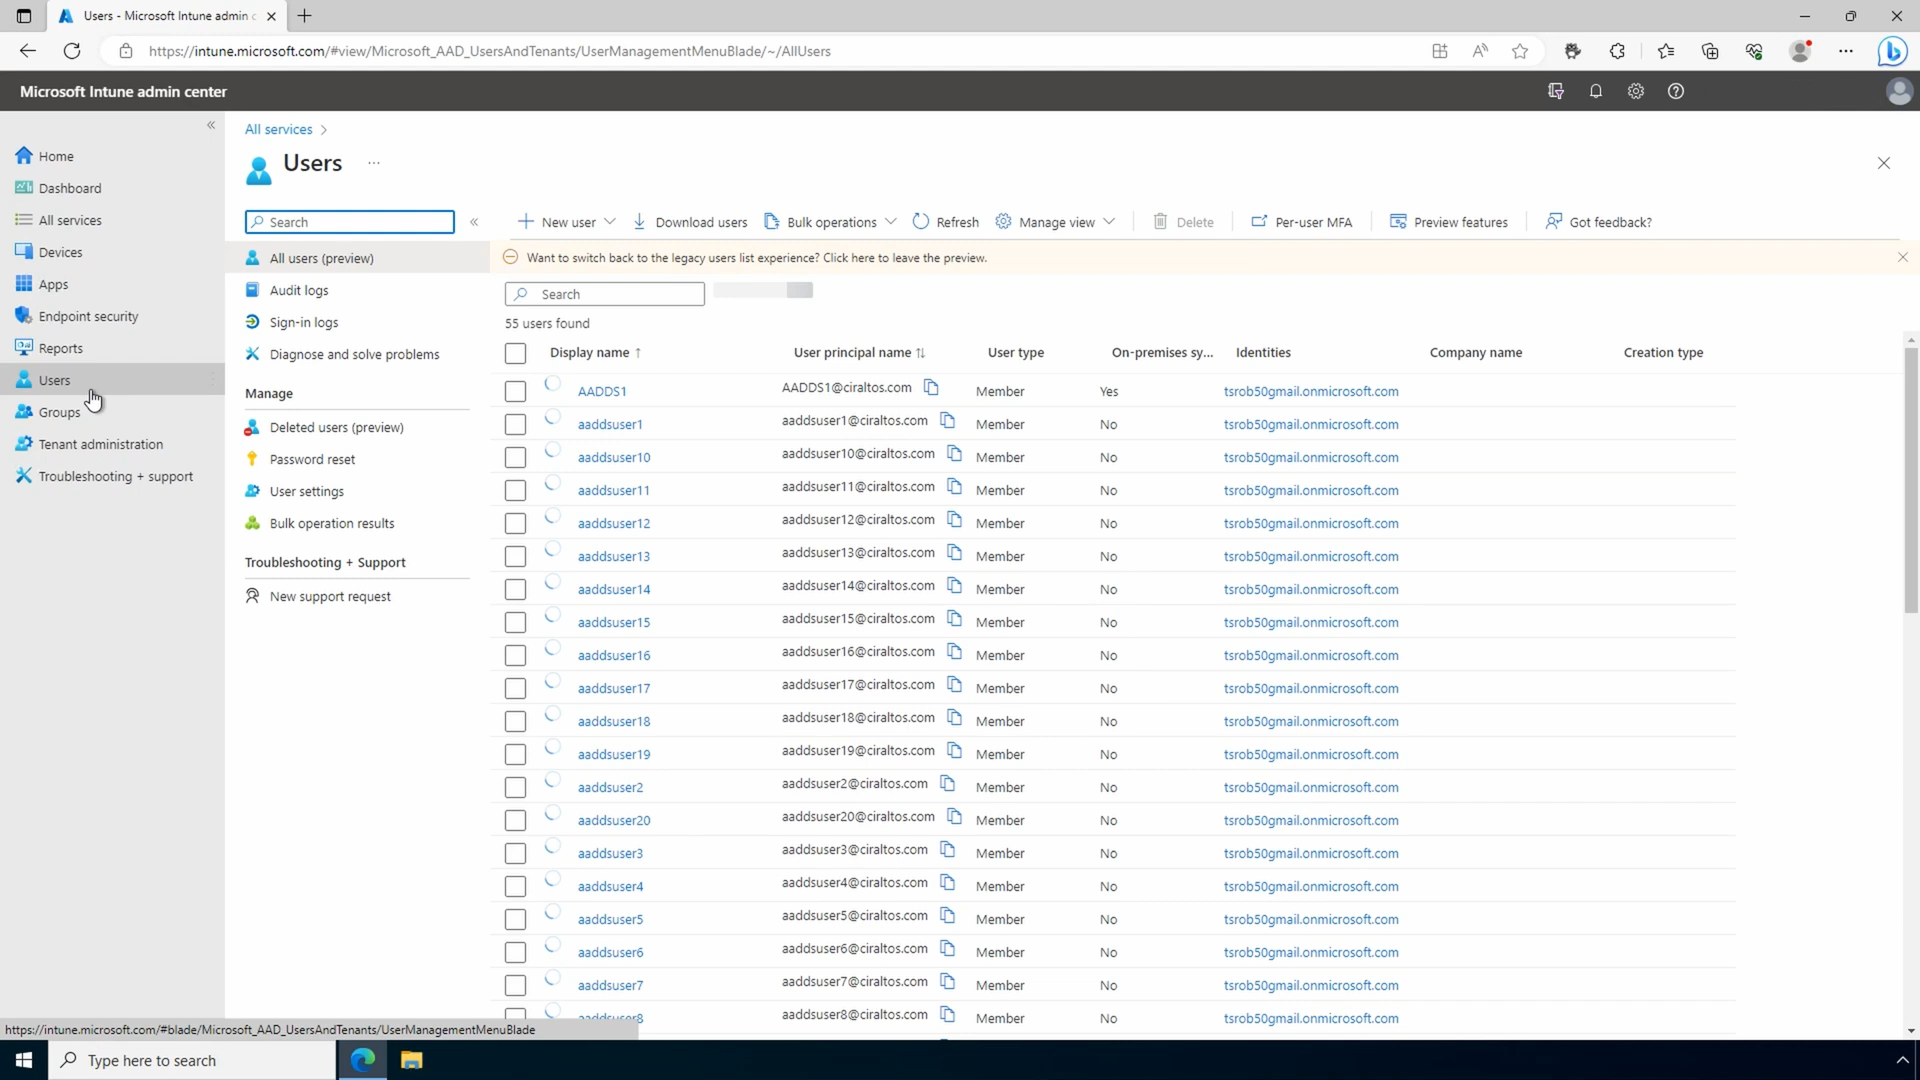 Users - Microsoft Intune admin c
https://intune.microsoft.com/#view/Microsoft_AAD_UsersAndTenants/UserManagementMenuBlade/~/AllUsers
Microsoft Intune admin center
Home
Dashboard
All services
Devices
Apps
Endpoint security
Reports
Users
Groups
Tenant administration
Troubleshooting + support
All services >
Users ...
Search
All users (preview)
Audit logs
Sign-in logs
Diagnose and solve problems
Manage
Deleted users (preview)
Password reset
User settings
Bulk operation results
Troubleshooting + Support
New support request
New user Download users Bulk operations Refresh Manage view Delete Per-user MFA Preview features Got feedback?
Want to switch back to the legacy users list experience? Click here to leave the preview.
Search
55 users found
Display name ↑ User principal name ↑↓ User type On-premises sy... Identities Company name Creation type
AADDS1 AADDS1@ciraltos.com Member Yes tsrob50gmail.onmicrosoft.com
aaddsuser1 aaddsuser1@ciraltos.com Member No tsrob50gmail.onmicrosoft.com
aaddsuser10 aaddsuser10@ciraltos.com Member No tsrob50gmail.onmicrosoft.com
aaddsuser11 aaddsuser11@ciraltos.com Member No tsrob50gmail.onmicrosoft.com
aaddsuser12 aaddsuser12@ciraltos.com Member No tsrob50gmail.onmicrosoft.com
aaddsuser13 aaddsuser13@ciraltos.com Member No tsrob50gmail.onmicrosoft.com
aaddsuser14 aaddsuser14@ciraltos.com Member No tsrob50gmail.onmicrosoft.com
aaddsuser15 aaddsuser15@ciraltos.com Member No tsrob50gmail.onmicrosoft.com
aaddsuser16 aaddsuser16@ciraltos.com Member No tsrob50gmail.onmicrosoft.com
aaddsuser17 aaddsuser17@ciraltos.com Member No tsrob50gmail.onmicrosoft.com
aaddsuser18 aaddsuser18@ciraltos.com Member No tsrob50gmail.onmicrosoft.com
aaddsuser19 aaddsuser19@ciraltos.com Member No tsrob50gmail.onmicrosoft.com
aaddsuser2 aaddsuser2@ciraltos.com Member No tsrob50gmail.onmicrosoft.com
aaddsuser20 aaddsuser20@ciraltos.com Member No tsrob50gmail.onmicrosoft.com
aaddsuser3 aaddsuser3@ciraltos.com Member No tsrob50gmail.onmicrosoft.com
aaddsuser4 aaddsuser4@ciraltos.com Member No tsrob50gmail.onmicrosoft.com
aaddsuser5 aaddsuser5@ciraltos.com Member No tsrob50gmail.onmicrosoft.com
aaddsuser6 aaddsuser6@ciraltos.com Member No tsrob50gmail.onmicrosoft.com
aaddsuser7 aaddsuser7@ciraltos.com Member No tsrob50gmail.onmicrosoft.com
aaddsuser8 aaddsuser8@ciraltos.com Member No tsrob50gmail.onmicrosoft.com
https://intune.microsoft.com/#blade/Microsoft_AAD_UsersAndTenants/UserManagementMenuBlade
Type here to search